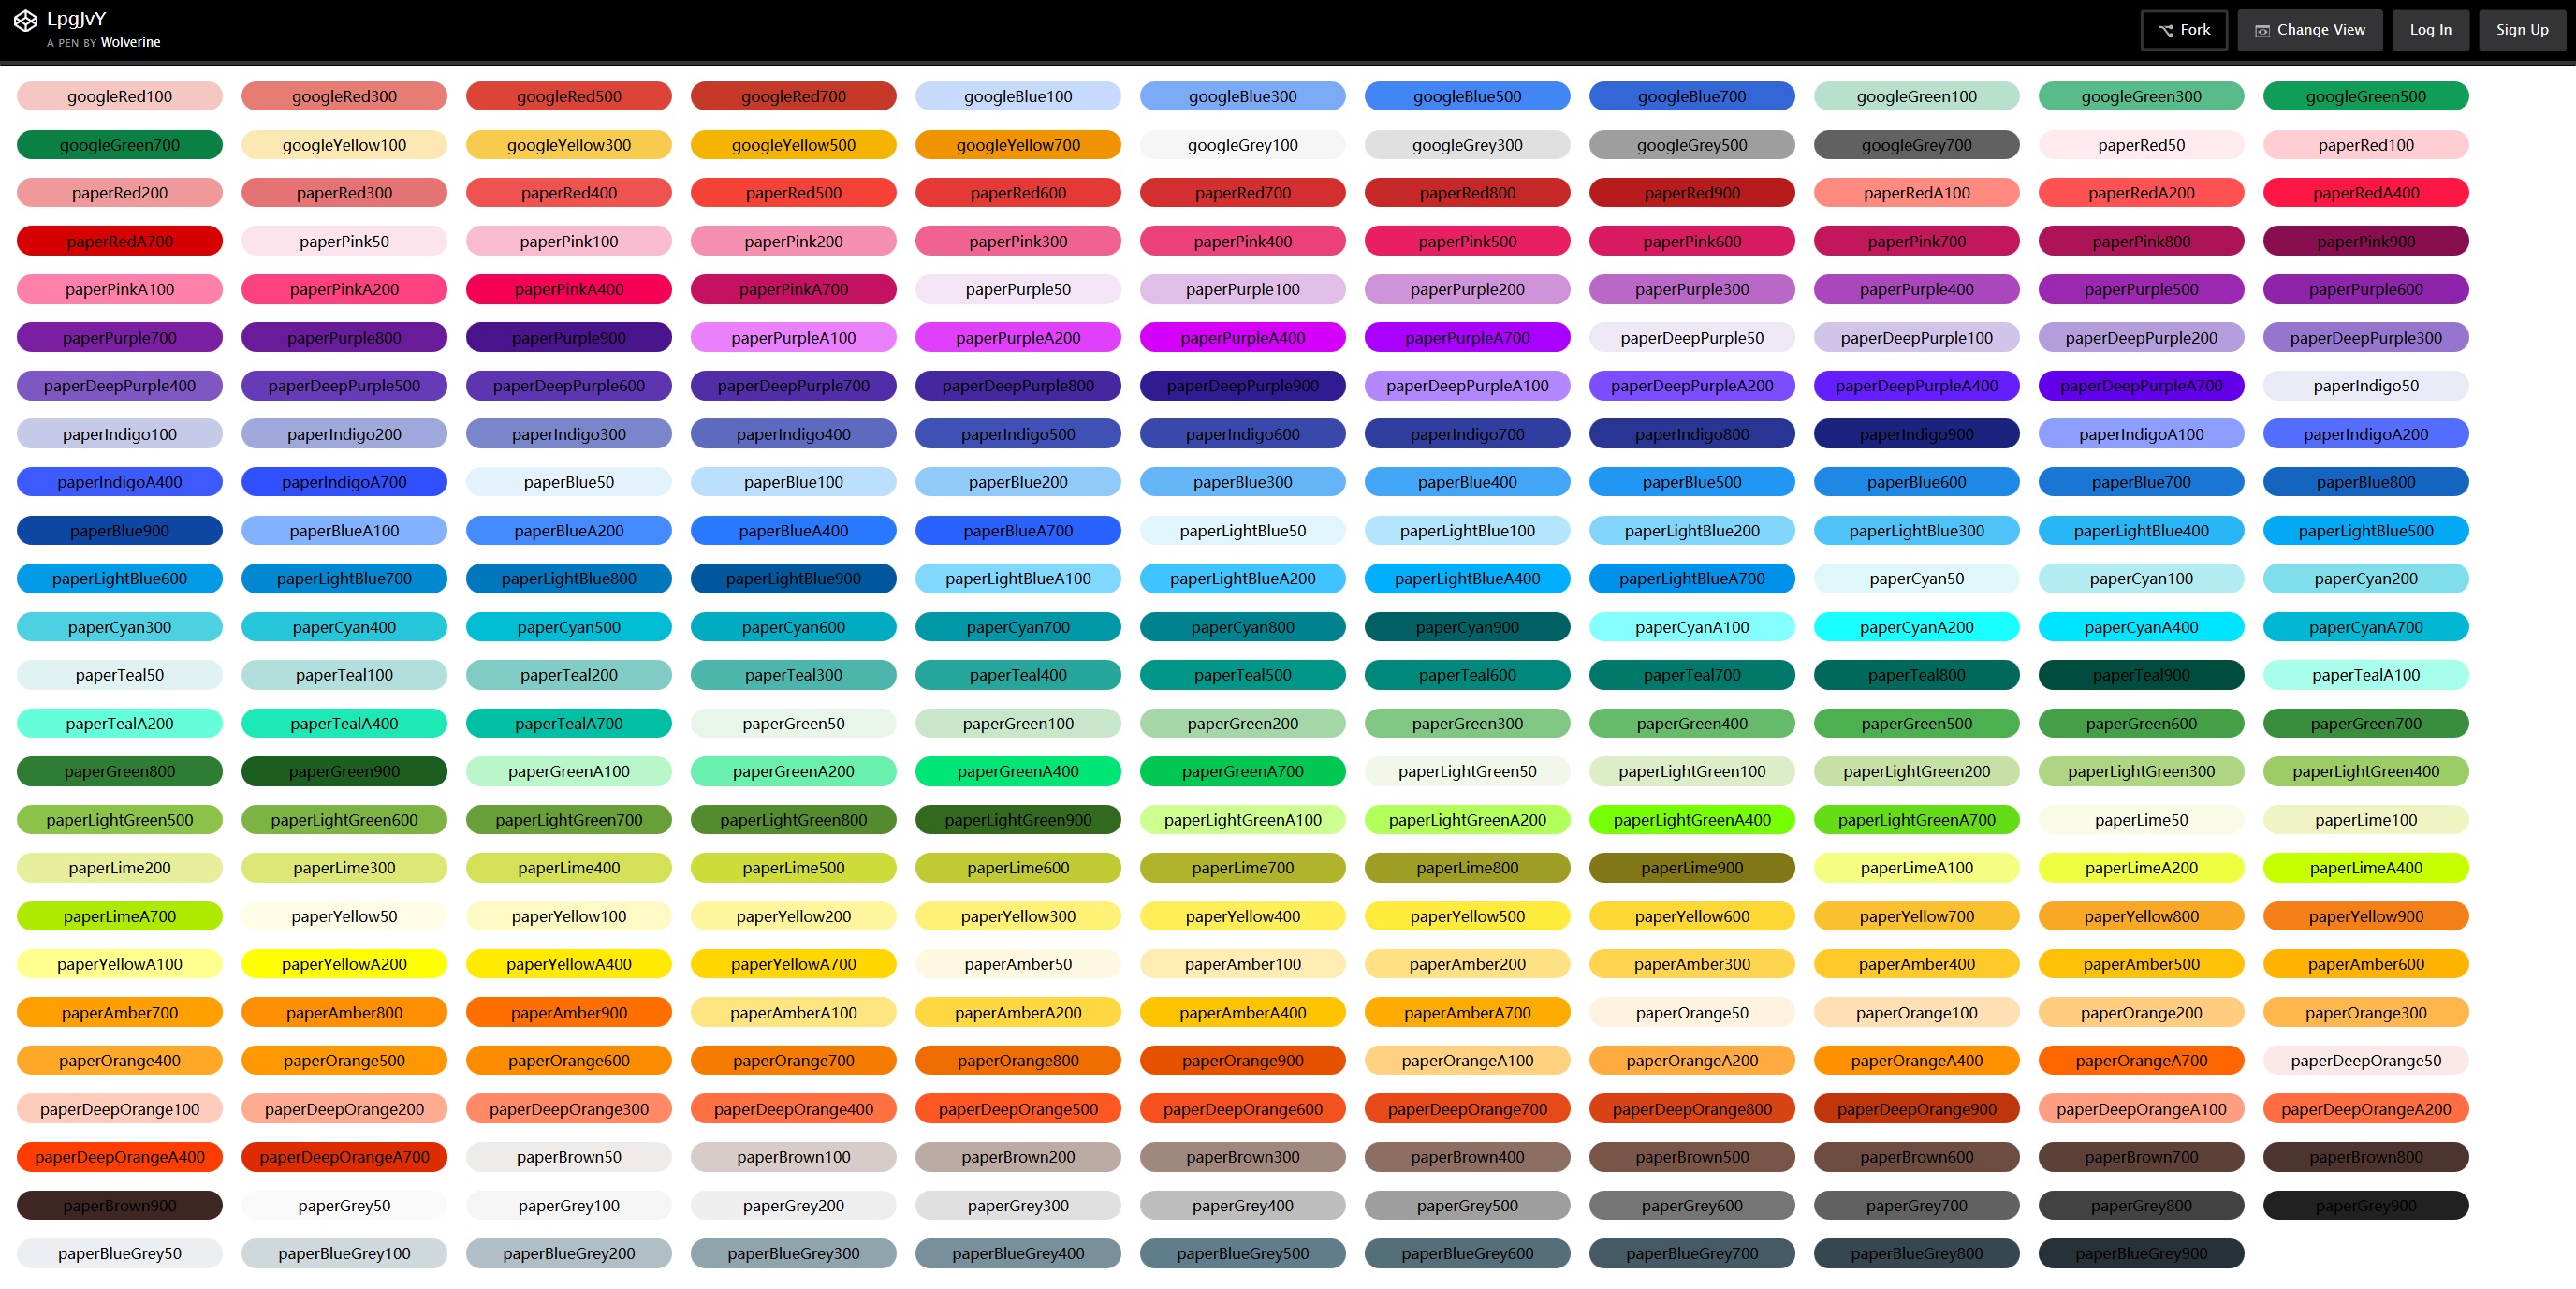 LpgJvY
A PEN BY Wolverine
Fork Change View Log In Sign Up
googleRed100 googleRed300 googleRed500 googleRed700 googleBlue100 googleBlue300 googleBlue500 googleBlue700 googleGreen100 googleGreen300 googleGreen500
googleGreen700 googleYellow100 googleYellow300 googleYellow500 googleYellow700 googleGrey100 googleGrey300 googleGrey500 googleGrey700 paperRed50 paperRed100
paperRed200 paperRed300 paperRed400 paperRed500 paperRed600 paperRed700 paperRed800 paperRed900 paperRedA100 paperRedA200 paperRedA400
paperRedA700 paperPink50 paperPink100 paperPink200 paperPink300 paperPink400 paperPink500 paperPink600 paperPink700 paperPink800 paperPink900
paperPinkA100 paperPinkA200 paperPinkA400 paperPinkA700 paperPurple50 paperPurple100 paperPurple200 paperPurple300 paperPurple400 paperPurple500 paperPurple600
paperPurple700 paperPurple800 paperPurple900 paperPurpleA100 paperPurpleA200 paperPurpleA400 paperPurpleA700 paperDeepPurple50 paperDeepPurple100 paperDeepPurple200 paperDeepPurple300
paperDeepPurple400 paperDeepPurple500 paperDeepPurple600 paperDeepPurple700 paperDeepPurple800 paperDeepPurple900 paperDeepPurpleA100 paperDeepPurpleA200 paperDeepPurpleA400 paperDeepPurpleA700 paperIndigo50
paperIndigo100 paperIndigo200 paperIndigo300 paperIndigo400 paperIndigo500 paperIndigo600 paperIndigo700 paperIndigo800 paperIndigo900 paperIndigoA100 paperIndigoA200
paperIndigoA400 paperIndigoA700 paperBlue50 paperBlue100 paperBlue200 paperBlue300 paperBlue400 paperBlue500 paperBlue600 paperBlue700 paperBlue800
paperBlue900 paperBlueA100 paperBlueA200 paperBlueA400 paperBlueA700 paperLightBlue50 paperLightBlue100 paperLightBlue200 paperLightBlue300 paperLightBlue400 paperLightBlue500
paperLightBlue600 paperLightBlue700 paperLightBlue800 paperLightBlue900 paperLightBlueA100 paperLightBlueA200 paperLightBlueA400 paperLightBlueA700 paperCyan50 paperCyan100 paperCyan200
paperCyan300 paperCyan400 paperCyan500 paperCyan600 paperCyan700 paperCyan800 paperCyan900 paperCyanA100 paperCyanA200 paperCyanA400 paperCyanA700
paperTeal50 paperTeal100 paperTeal200 paperTeal300 paperTeal400 paperTeal500 paperTeal600 paperTeal700 paperTeal800 paperTeal900 paperTealA100
paperTealA200 paperTealA400 paperTealA700 paperGreen50 paperGreen100 paperGreen200 paperGreen300 paperGreen400 paperGreen500 paperGreen600 paperGreen700
paperGreen800 paperGreen900 paperGreenA100 paperGreenA200 paperGreenA400 paperGreenA700 paperLightGreen50 paperLightGreen100 paperLightGreen200 paperLightGreen300 paperLightGreen400
paperLightGreen500 paperLightGreen600 paperLightGreen700 paperLightGreen800 paperLightGreen900 paperLightGreenA100 paperLightGreenA200 paperLightGreenA400 paperLightGreenA700 paperLime50 paperLime100
paperLime200 paperLime300 paperLime400 paperLime500 paperLime600 paperLime700 paperLime800 paperLime900 paperLimeA100 paperLimeA200 paperLimeA400
paperLimeA700 paperYellow50 paperYellow100 paperYellow200 paperYellow300 paperYellow400 paperYellow500 paperYellow600 paperYellow700 paperYellow800 paperYellow900
paperYellowA100 paperYellowA200 paperYellowA400 paperYellowA700 paperAmber50 paperAmber100 paperAmber200 paperAmber300 paperAmber400 paperAmber500 paperAmber600
paperAmber700 paperAmber800 paperAmber900 paperAmberA100 paperAmberA200 paperAmberA400 paperAmberA700 paperOrange50 paperOrange100 paperOrange200 paperOrange300
paperOrange400 paperOrange500 paperOrange600 paperOrange700 paperOrange800 paperOrange900 paperOrangeA100 paperOrangeA200 paperOrangeA400 paperOrangeA700 paperDeepOrange50
paperDeepOrange100 paperDeepOrange200 paperDeepOrange300 paperDeepOrange400 paperDeepOrange500 paperDeepOrange600 paperDeepOrange700 paperDeepOrange800 paperDeepOrange900 paperDeepOrangeA100 paperDeepOrangeA200
paperDeepOrangeA400 paperDeepOrangeA700 paperBrown50 paperBrown100 paperBrown200 paperBrown300 paperBrown400 paperBrown500 paperBrown600 paperBrown700 paperBrown800
paperBrown900 paperGrey50 paperGrey100 paperGrey200 paperGrey300 paperGrey400 paperGrey500 paperGrey600 paperGrey700 paperGrey800 paperGrey900
paperBlueGrey50 paperBlueGrey100 paperBlueGrey200 paperBlueGrey300 paperBlueGrey400 paperBlueGrey500 paperBlueGrey600 paperBlueGrey700 paperBlueGrey800 paperBlueGrey900